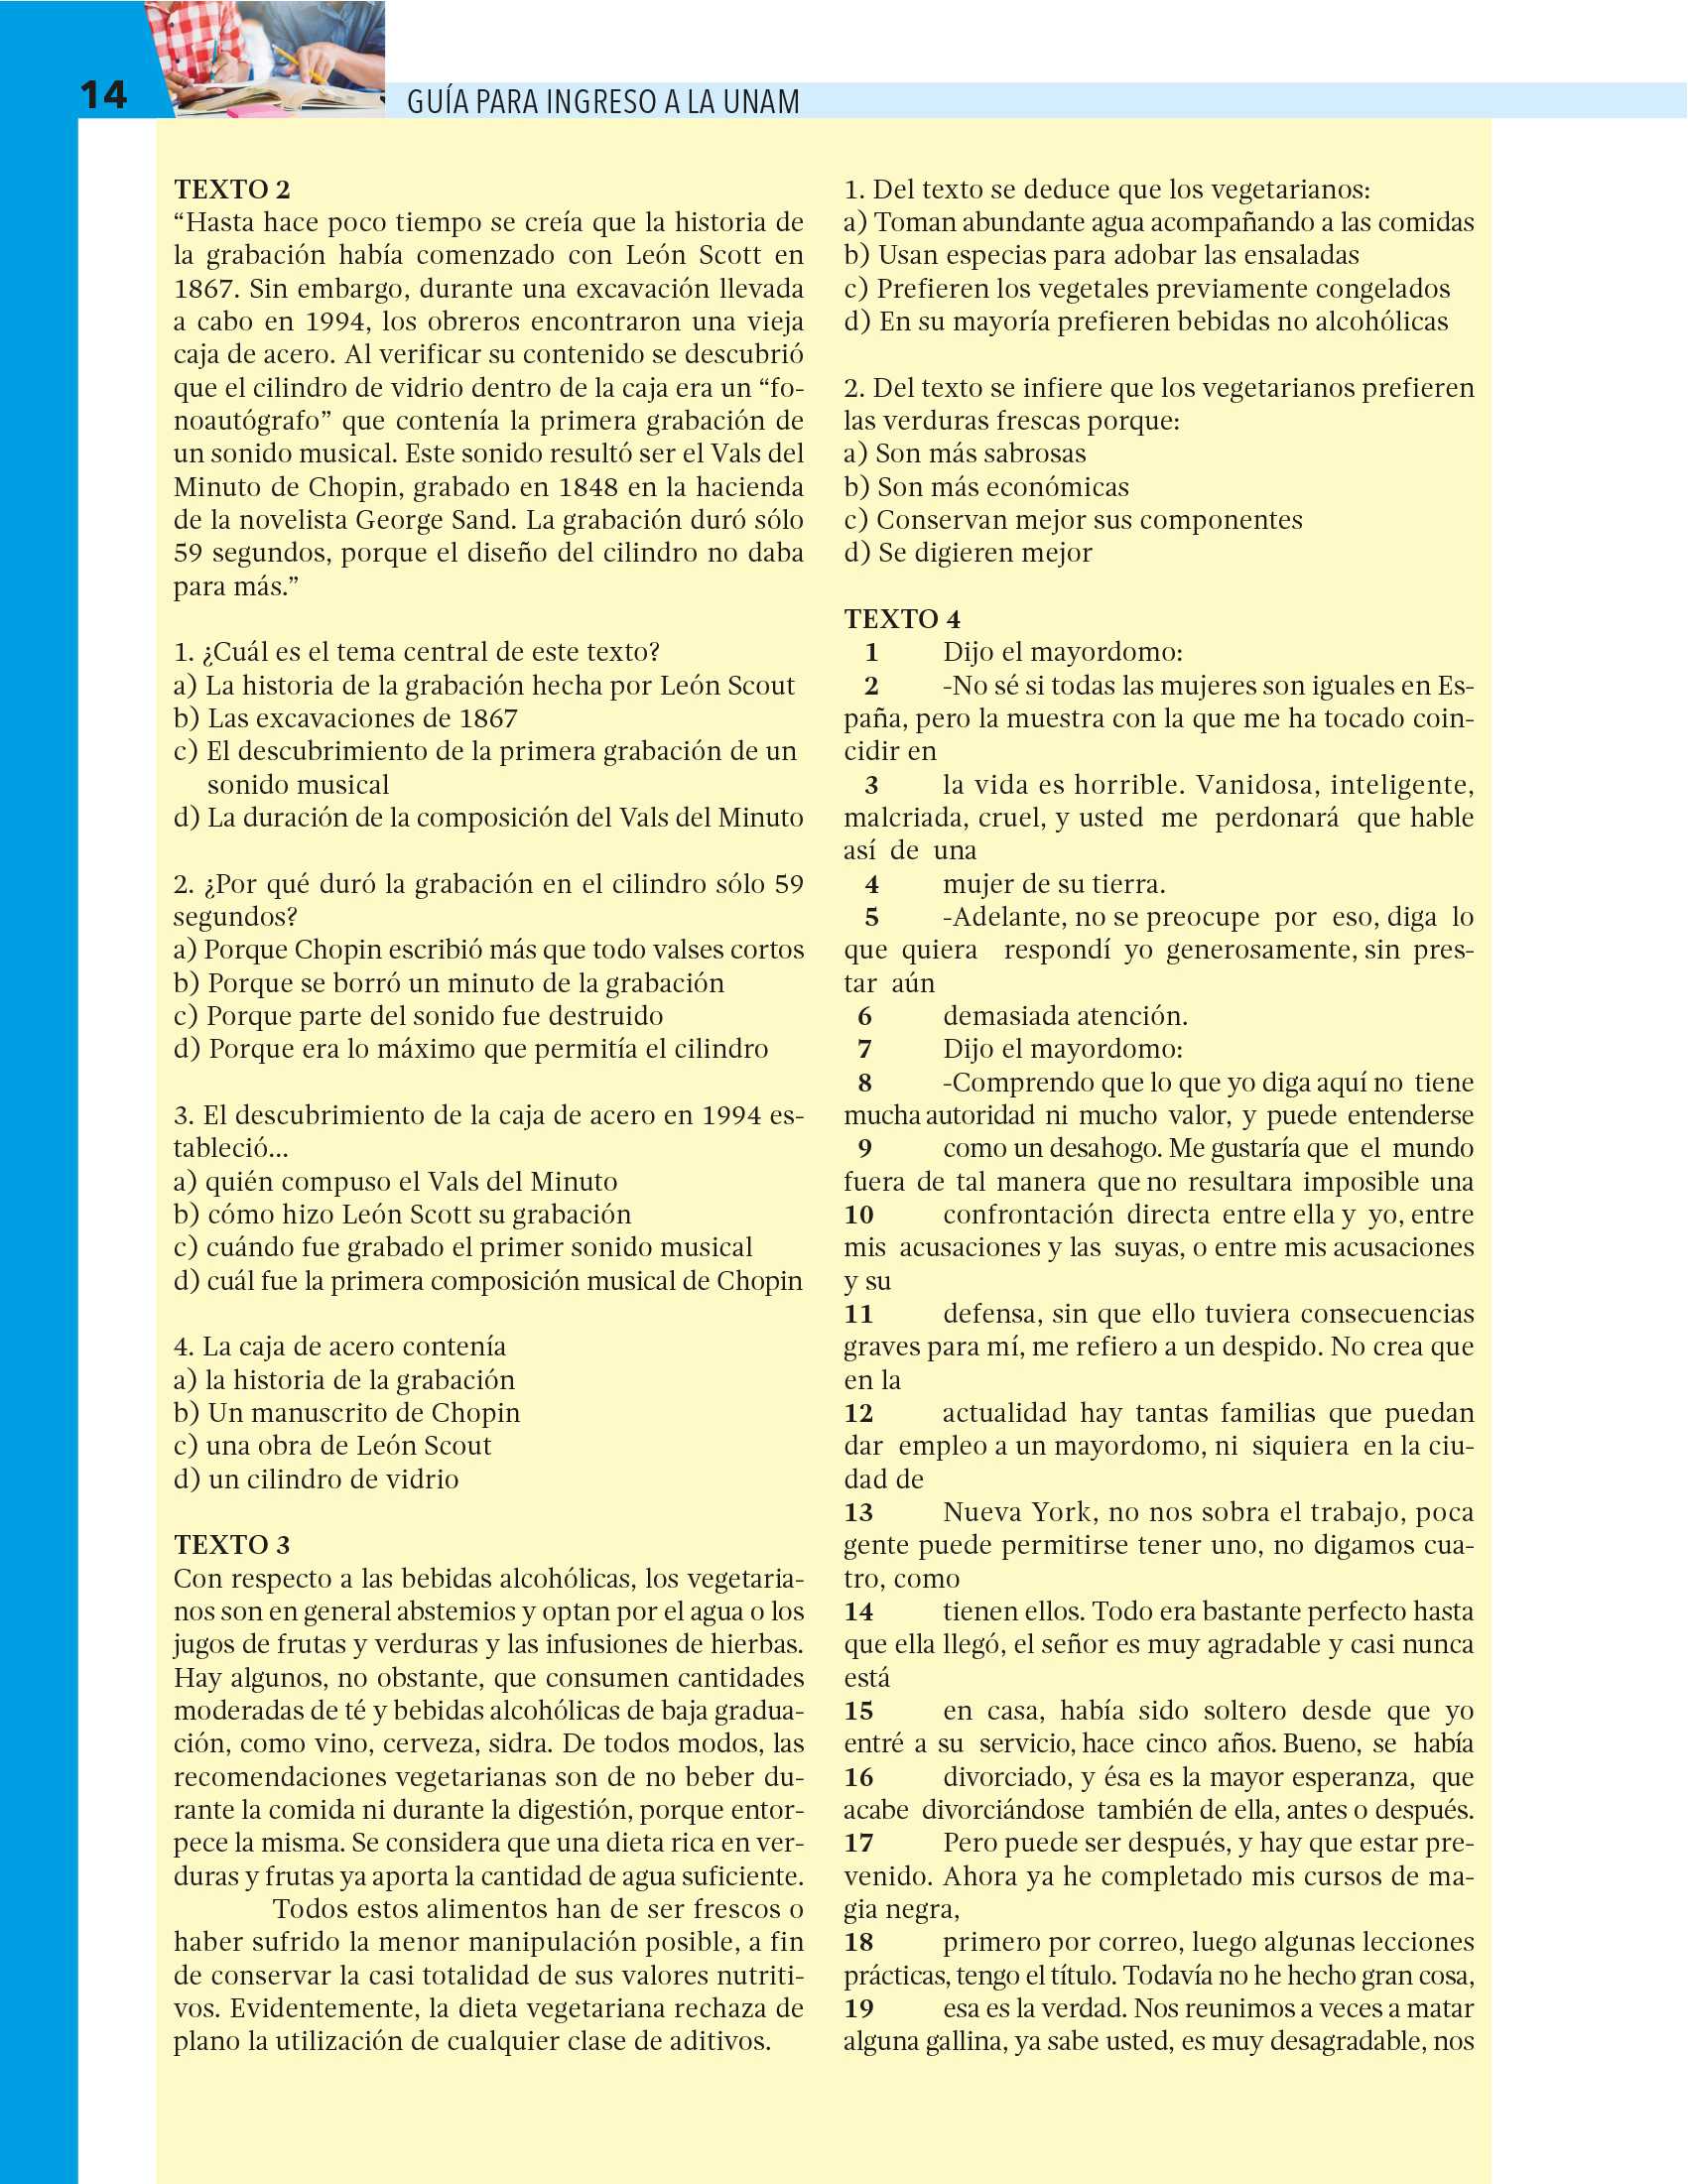 14
GUÍA PARA INGRESO A LA UNAM
TEXTO 2
“Hasta hace poco tiempo se creía que la historia de
la grabación había comenzado con León Scott en
1867. Sin embargo, durante una excavación llevada
a cabo en 1994, los obreros encontraron una vieja
caja de acero. Al verificar su contenido se descubrió
que el cilindro de vidrio dentro de la caja era un “fo-
noautógrafo” que contenía la primera grabación de
un sonido musical. Este sonido resultó ser el Vals del
Minuto de Chopin, grabado en 1848 en la hacienda
de la novelista George Sand. La grabación duró sólo
59 segundos, porque el diseño del cilindro no daba
para más.”
1. ¿Cuál es el tema central de este texto?
a) La historia de la grabación hecha por León Scout
b) Las excavaciones de 1867
c) El descubrimiento de la primera grabación de un
sonido musical
d) La duración de la composición del Vals del Minuto
2. ¿Por qué duró la grabación en el cilindro sólo 59
segundos?
a) Porque Chopin escribió más que todo valses cortos
b) Porque se borró un minuto de la grabación
c) Porque parte del sonido fue destruido
d) Porque era lo máximo que permitía el cilindro
3. El descubrimiento de la caja de acero en 1994 es-
tableció...
a) quién compuso el Vals del Minuto
b) cómo hizo León Scott su grabación
c) cuándo fue grabado el primer sonido musical
d) cuál fue la primera composición musical de Chopin
4. La caja de acero contenía
a) la historia de la grabación
b) Un manuscrito de Chopin
c) una obra de León Scout
d) un cilindro de vidrio
TEXTO 3
Con respecto a las bebidas alcohólicas, los vegetaria-
nos son en general abstemios y optan por el agua o los
jugos de frutas y verduras y las infusiones de hierbas.
Hay algunos, no obstante, que consumen cantidades
moderadas de té y bebidas alcohólicas de baja gradua-
ción, como vino, cerveza, sidra. De todos modos, las
recomendaciones vegetarianas son de no beber du-
rante la comida ni durante la digestión, porque entor-
pece la misma. Se considera que una dieta rica en ver-
duras y frutas ya aporta la cantidad de agua suficiente.
Todos estos alimentos han de ser frescos o
haber sufrido la menor manipulación posible, a fin
de conservar la casi totalidad de sus valores nutriti-
vos. Evidentemente, la dieta vegetariana rechaza de
plano la utilización de cualquier clase de aditivos.
1. Del texto se deduce que los vegetarianos:
a) Toman abundante agua acompañando a las comidas
b) Usan especias para adobar las ensaladas
c) Prefieren los vegetales previamente congelados
d) En su mayoría prefieren bebidas no alcohólicas
2. Del texto se infiere que los vegetarianos prefieren
las verduras frescas porque:
a) Son más sabrosas
b) Son más económicas
c) Conservan mejor sus componentes
d) Se digieren mejor
TEXTO 4
1 Dijo el mayordomo:
2 -No sé si todas las mujeres son iguales en Es-
paña, pero la muestra con la que me ha tocado coin-
cidir en
3 la vida es horrible. Vanidosa, inteligente,
malcriada, cruel, y usted me perdonará que hable
así de una
4 mujer de su tierra.
5 -Adelante, no se preocupe por eso, diga lo
que quiera respondí yo generosamente, sin pres-
tar aún
6 demasiada atención.
7 Dijo el mayordomo:
8 -Comprendo que lo que yo diga aquí no tiene
mucha autoridad ni mucho valor, y puede entenderse
9 como un desahogo. Me gustaría que el mundo
fuera de tal manera que no resultara imposible una
10 confrontación directa entre ella y yo, entre
mis acusaciones y las suyas, o entre mis acusaciones
y su
11 defensa, sin que ello tuviera consecuencias
graves para mí, me refiero a un despido. No crea que
en la
12 actualidad hay tantas familias que puedan
dar empleo a un mayordomo, ni siquiera en la ciu-
dad de
13 Nueva York, no nos sobra el trabajo, poca
gente puede permitirse tener uno, no digamos cua-
tro, como
14 tienen ellos. Todo era bastante perfecto hasta
que ella llegó, el señor es muy agradable y casi nunca
está
15 en casa, había sido soltero desde que yo
entré a su servicio, hace cinco años. Bueno, se había
16 divorciado, y ésa es la mayor esperanza, que
acabe divorciándose también de ella, antes o después.
17 Pero puede ser después, y hay que estar pre-
venido. Ahora ya he completado mis cursos de ma-
gia negra,
18 primero por correo, luego algunas lecciones
prácticas, tengo el título. Todavía no he hecho gran cosa,
19 esa es la verdad. Nos reunimos a veces a matar
alguna gallina, ya sabe usted, es muy desagradable, nos